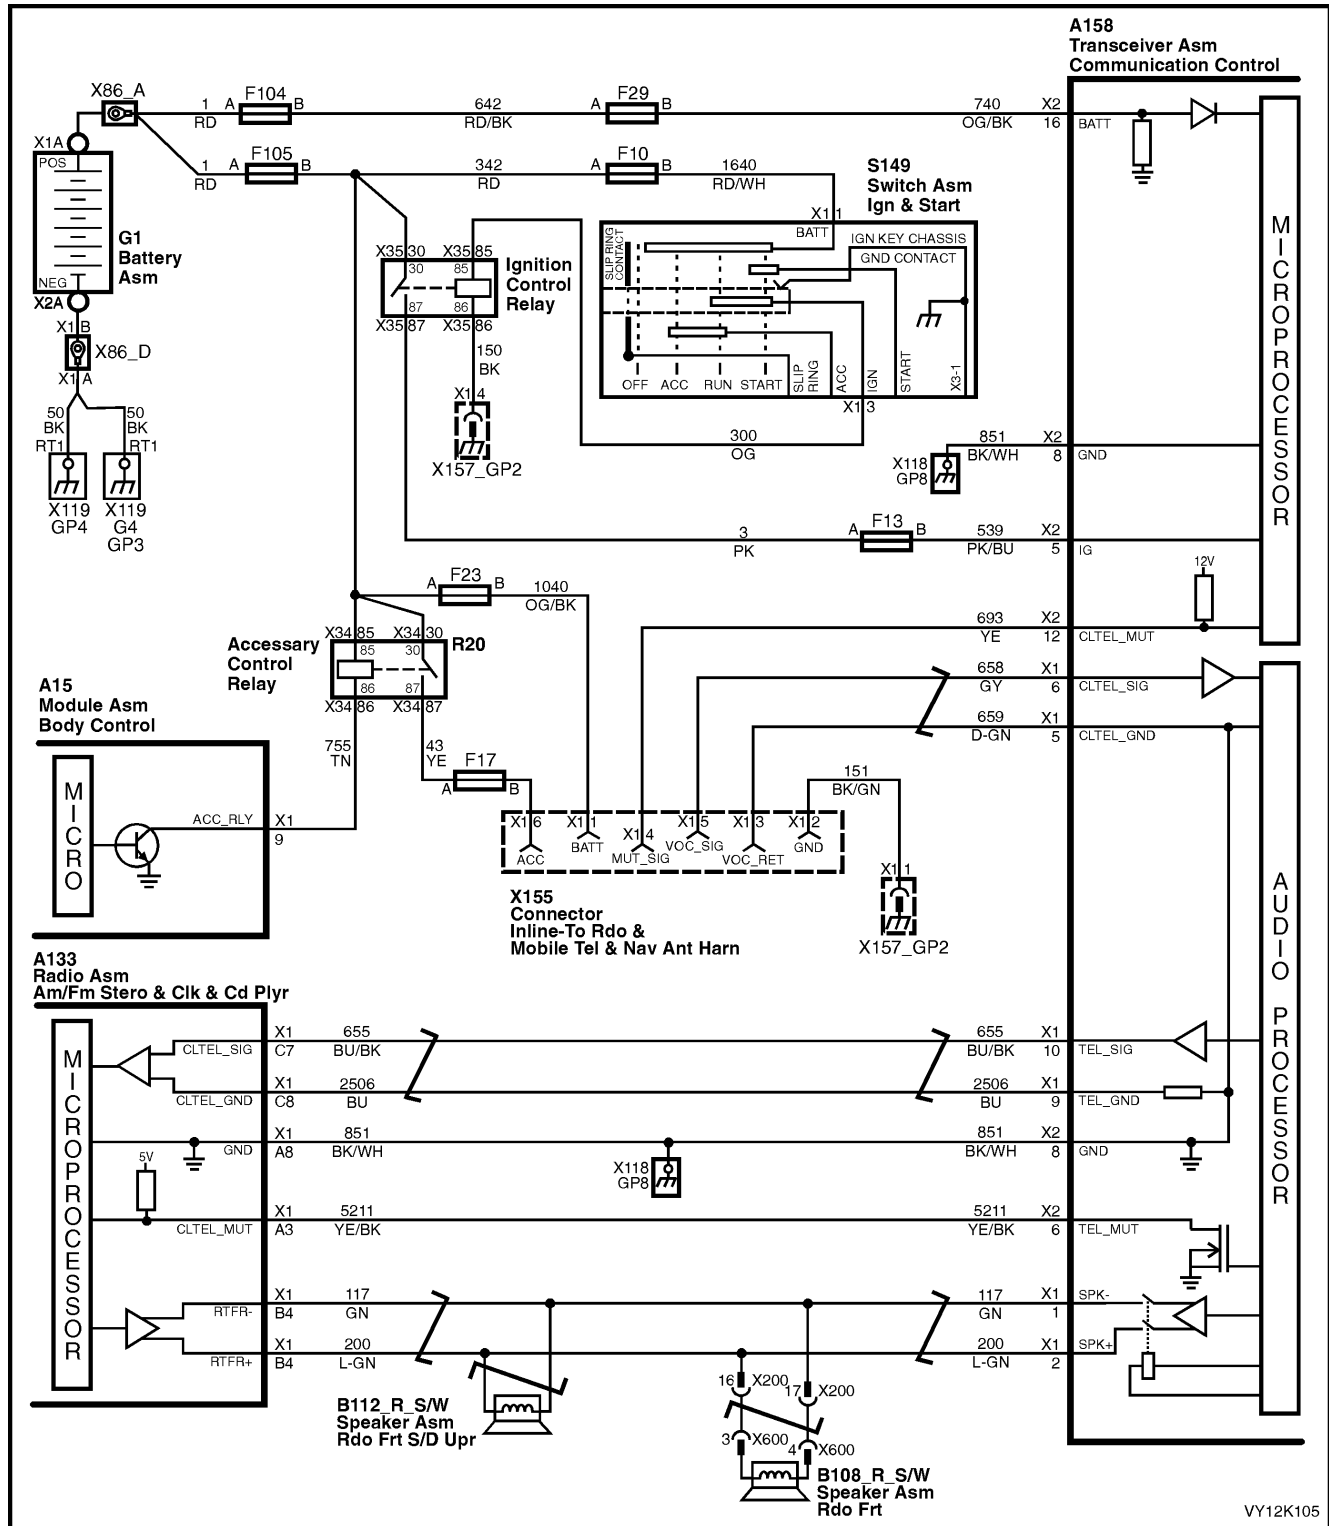 A158
Transceiver Asm
Communication Control
X86_A
1
RD
A
F104
B
642
RD/BK
A
F29
B
740
OG/BK
X2
16
BATT
X1A
POS
1
RD
A
F105
B
342
RD
A
F10
B
1640
RD/WH
S149
Switch Asm
Ign & Start
G1
Battery
Asm
NEG
X2A
X1 B
X86_D
X1 A
50
BK
RT1
50
BK
RT1
X119
GP4
X119
G4
GP3
X35 30
X35 85
30
85
87
86
X35 87
X35 86
Ignition
Control
Relay
150
BK
X1 4
X157_GP2
X1 1
BATT
SLIP RING
CONTACT
IGN KEY CHASSIS
GND CONTACT
OFF
ACC
RUN
START
SLIP
RING
ACC
IGN
START
X3-1
X1 3
300
OG
X118
GP8
851
BK/WH
X2
8
GND
MICROPROCESSOR
3
PK
A
F13
B
539
PK/BU
X2
5
IG
12V
A
F23
B
1040
OG/BK
693
YE
X2
12
CLTEL_MUT
Accessary
Control
Relay
X34 85
X34 30
R20
85
30
86
87
X34 86
X34 87
658
GY
X1
6
CLTEL_SIG
659
D-GN
X1
5
CLTEL_GND
A15
Module Asm
Body Control
MICRO
ACC_RLY
X1
9
755
TN
43
YE
A
F17
B
151
BK/GN
X1 6
ACC
X1 1
BATT
X1 4
MUT_SIG
X1 5
VOC_SIG
X1 3
VOC_RET
X1 2
GND
X1 1
X157_GP2
X155
Connector
Inline-To Rdo &
Mobile Tel & Nav Ant Harn
AUDIO PROCESSOR
A133
Radio Asm
Am/Fm Stero & Clk & Cd Plyr
MICROPROCESSOR
CLTEL_SIG
X1
C7
655
BU/BK
655
BU/BK
X1
10
TEL_SIG
CLTEL_GND
X1
C8
2506
BU
2506
BU
X1
9
TEL_GND
GND
X1
A8
851
BK/WH
X118
GP8
851
BK/WH
X2
8
GND
5V
CLTEL_MUT
X1
A3
5211
YE/BK
5211
YE/BK
X2
6
TEL_MUT
RTFR-
X1
B4
117
GN
117
GN
X1
1
SPK-
RTFR+
X1
B4
200
L-GN
200
L-GN
X1
2
SPK+
B112_R_S/W
Speaker Asm
Rdo Frt S/D Upr
16 X200
17 X200
3 X600
4 X600
B108_R_S/W
Speaker Asm
Rdo Frt
VY12K105